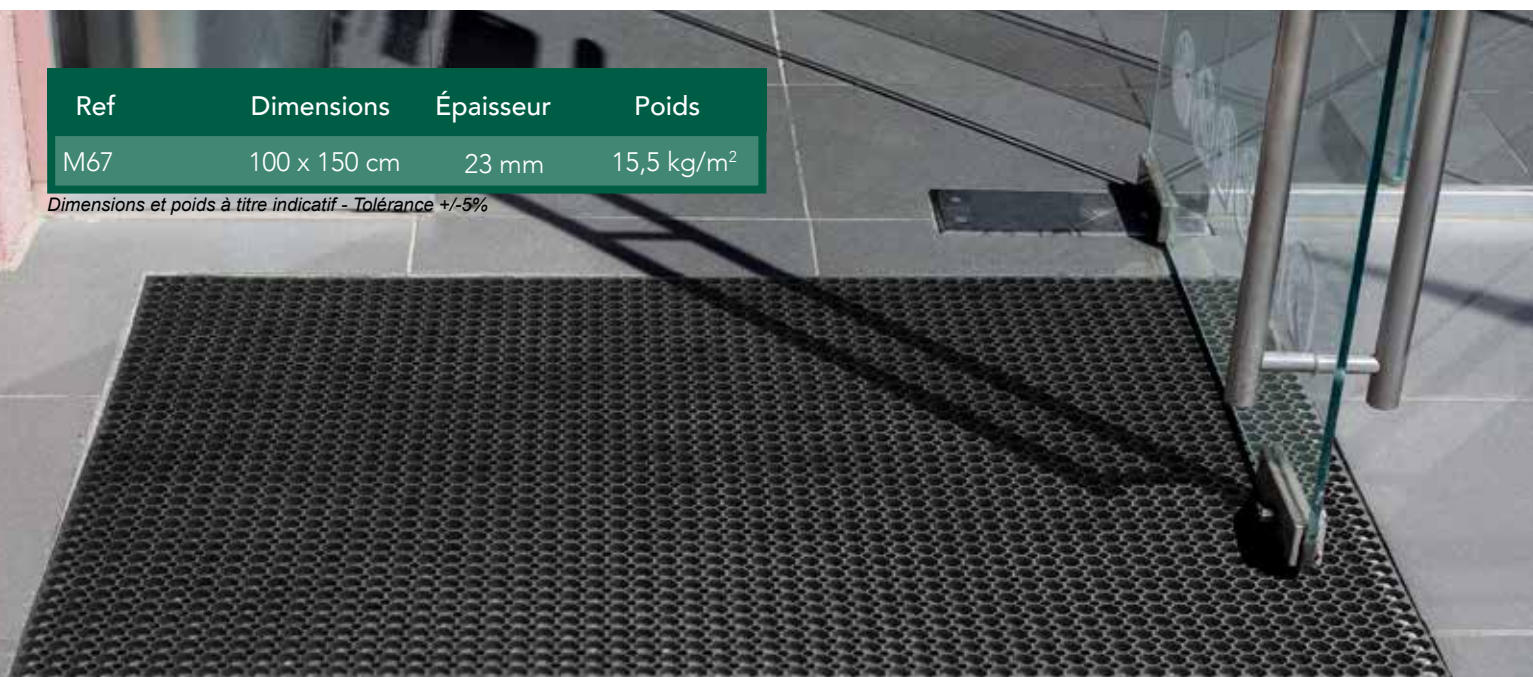 Ref Dimensions Épaisseur Poids
M67 100 x 150 cm 23 mm 15,5 kg/m²
Dimensions et poids à titre indicatif - Tolérance +/-5%